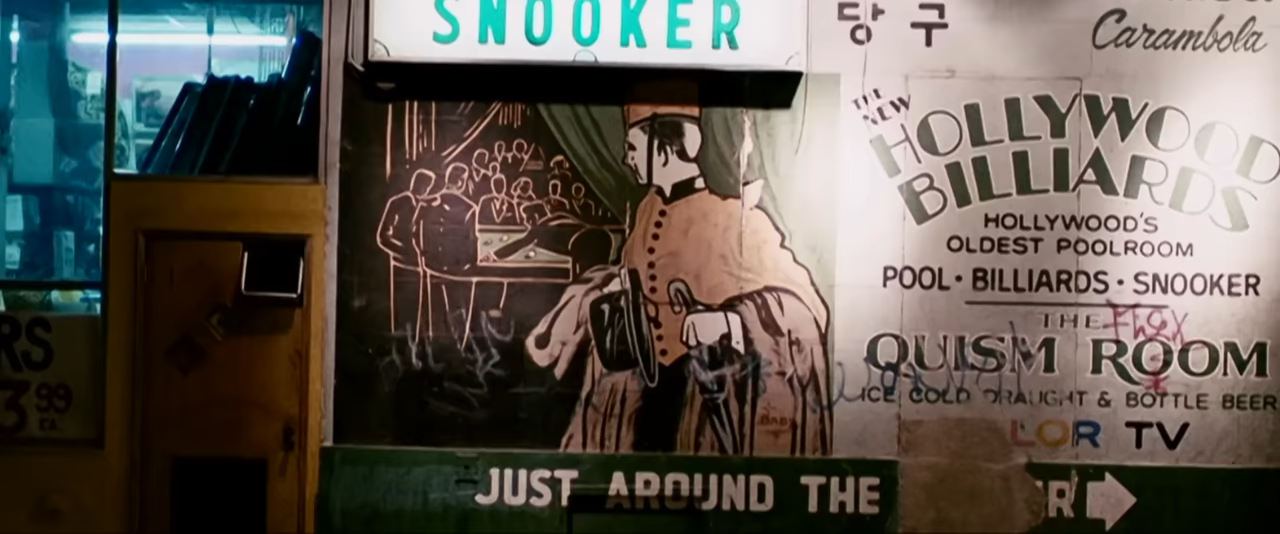 SNOOKER
당구
Carambola
THE NEW
HOLLYWOOD
BILLIARDS
HOLLYWOOD'S
OLDEST POOLROOM
POOL · BILLIARDS · SNOOKER
THE
QUISM ROOM
ICE COLD DRAUGHT & BOTTLE BEER
LOR TV
RS
3 99
EA.
JUST AROUND THE
R